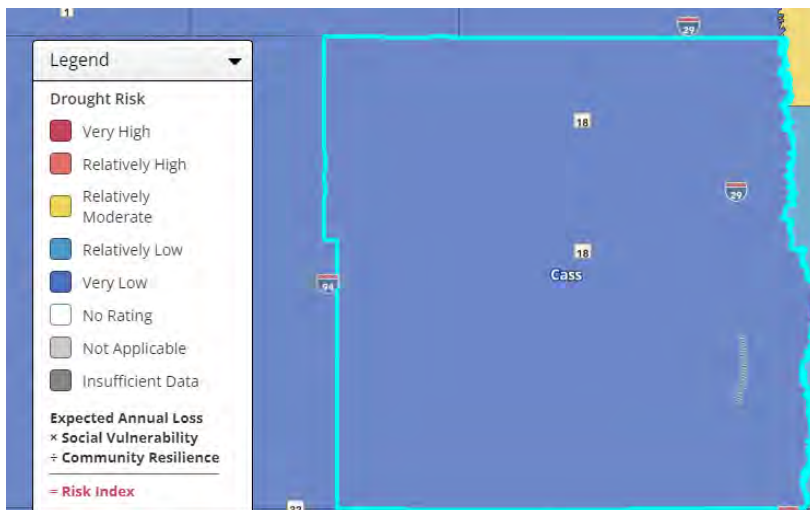 1
29
Legend
Drought Risk
Very High
Relatively High
Relatively
Moderate
Relatively Low
Very Low
No Rating
Not Applicable
Insufficient Data
Expected Annual Loss
× Social Vulnerability
÷ Community Resilience
= Risk Index
18
29
18
Cass
94